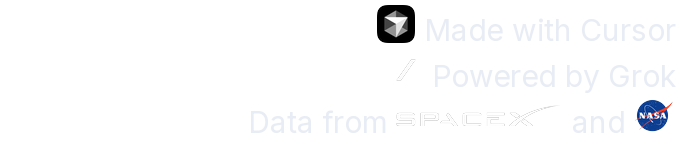 Made with Cursor
Powered by Grok
Data from SPACEX and NASA